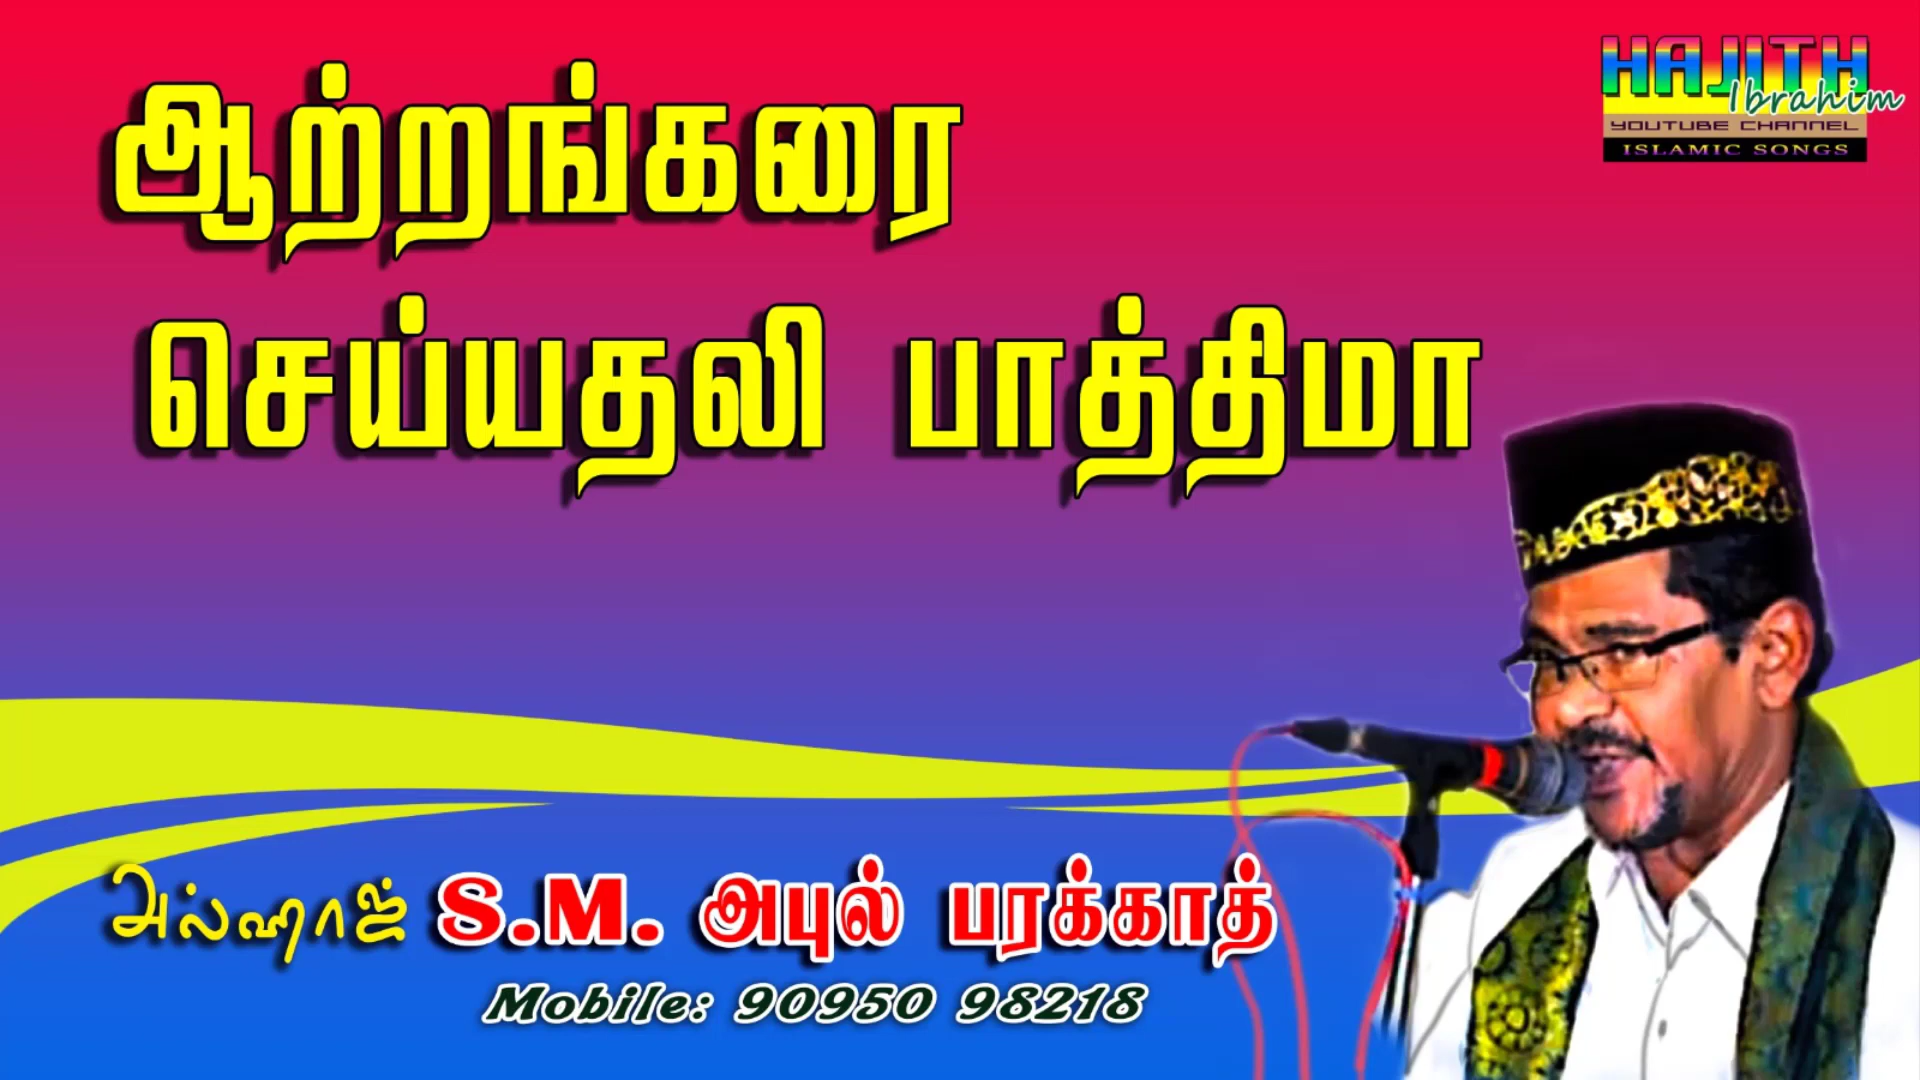 HAJITH
Ibrahim
YOUTUBE CHANNEL
ISLAMIC SONGS
ஆற்றங்கரை
செய்யதலி பாத்திமா
அல்ஹாஜ் S.M. அபுல் பரக்காத்
Mobile: 90950 98218